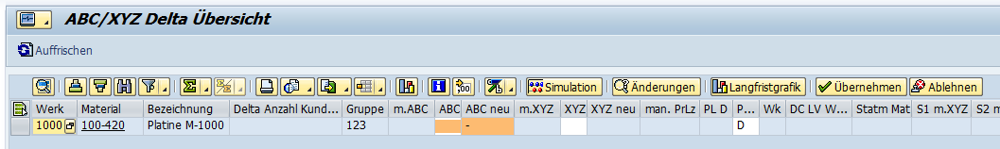 ABC/XYZ Delta Übersicht
Auffrischen
Simulation Änderungen Langfristgrafik Übernehmen Ablehnen
Werk Material Bezeichnung Delta Anzahl Kund... Gruppe m.ABC ABC ABC neu m.XYZ XYZ XYZ neu man. PrLz PL D P... Wk DC LV W... Statm Mat S1 m.XYZ S2 m
1000 100-420 Platine M-1000 123 - D